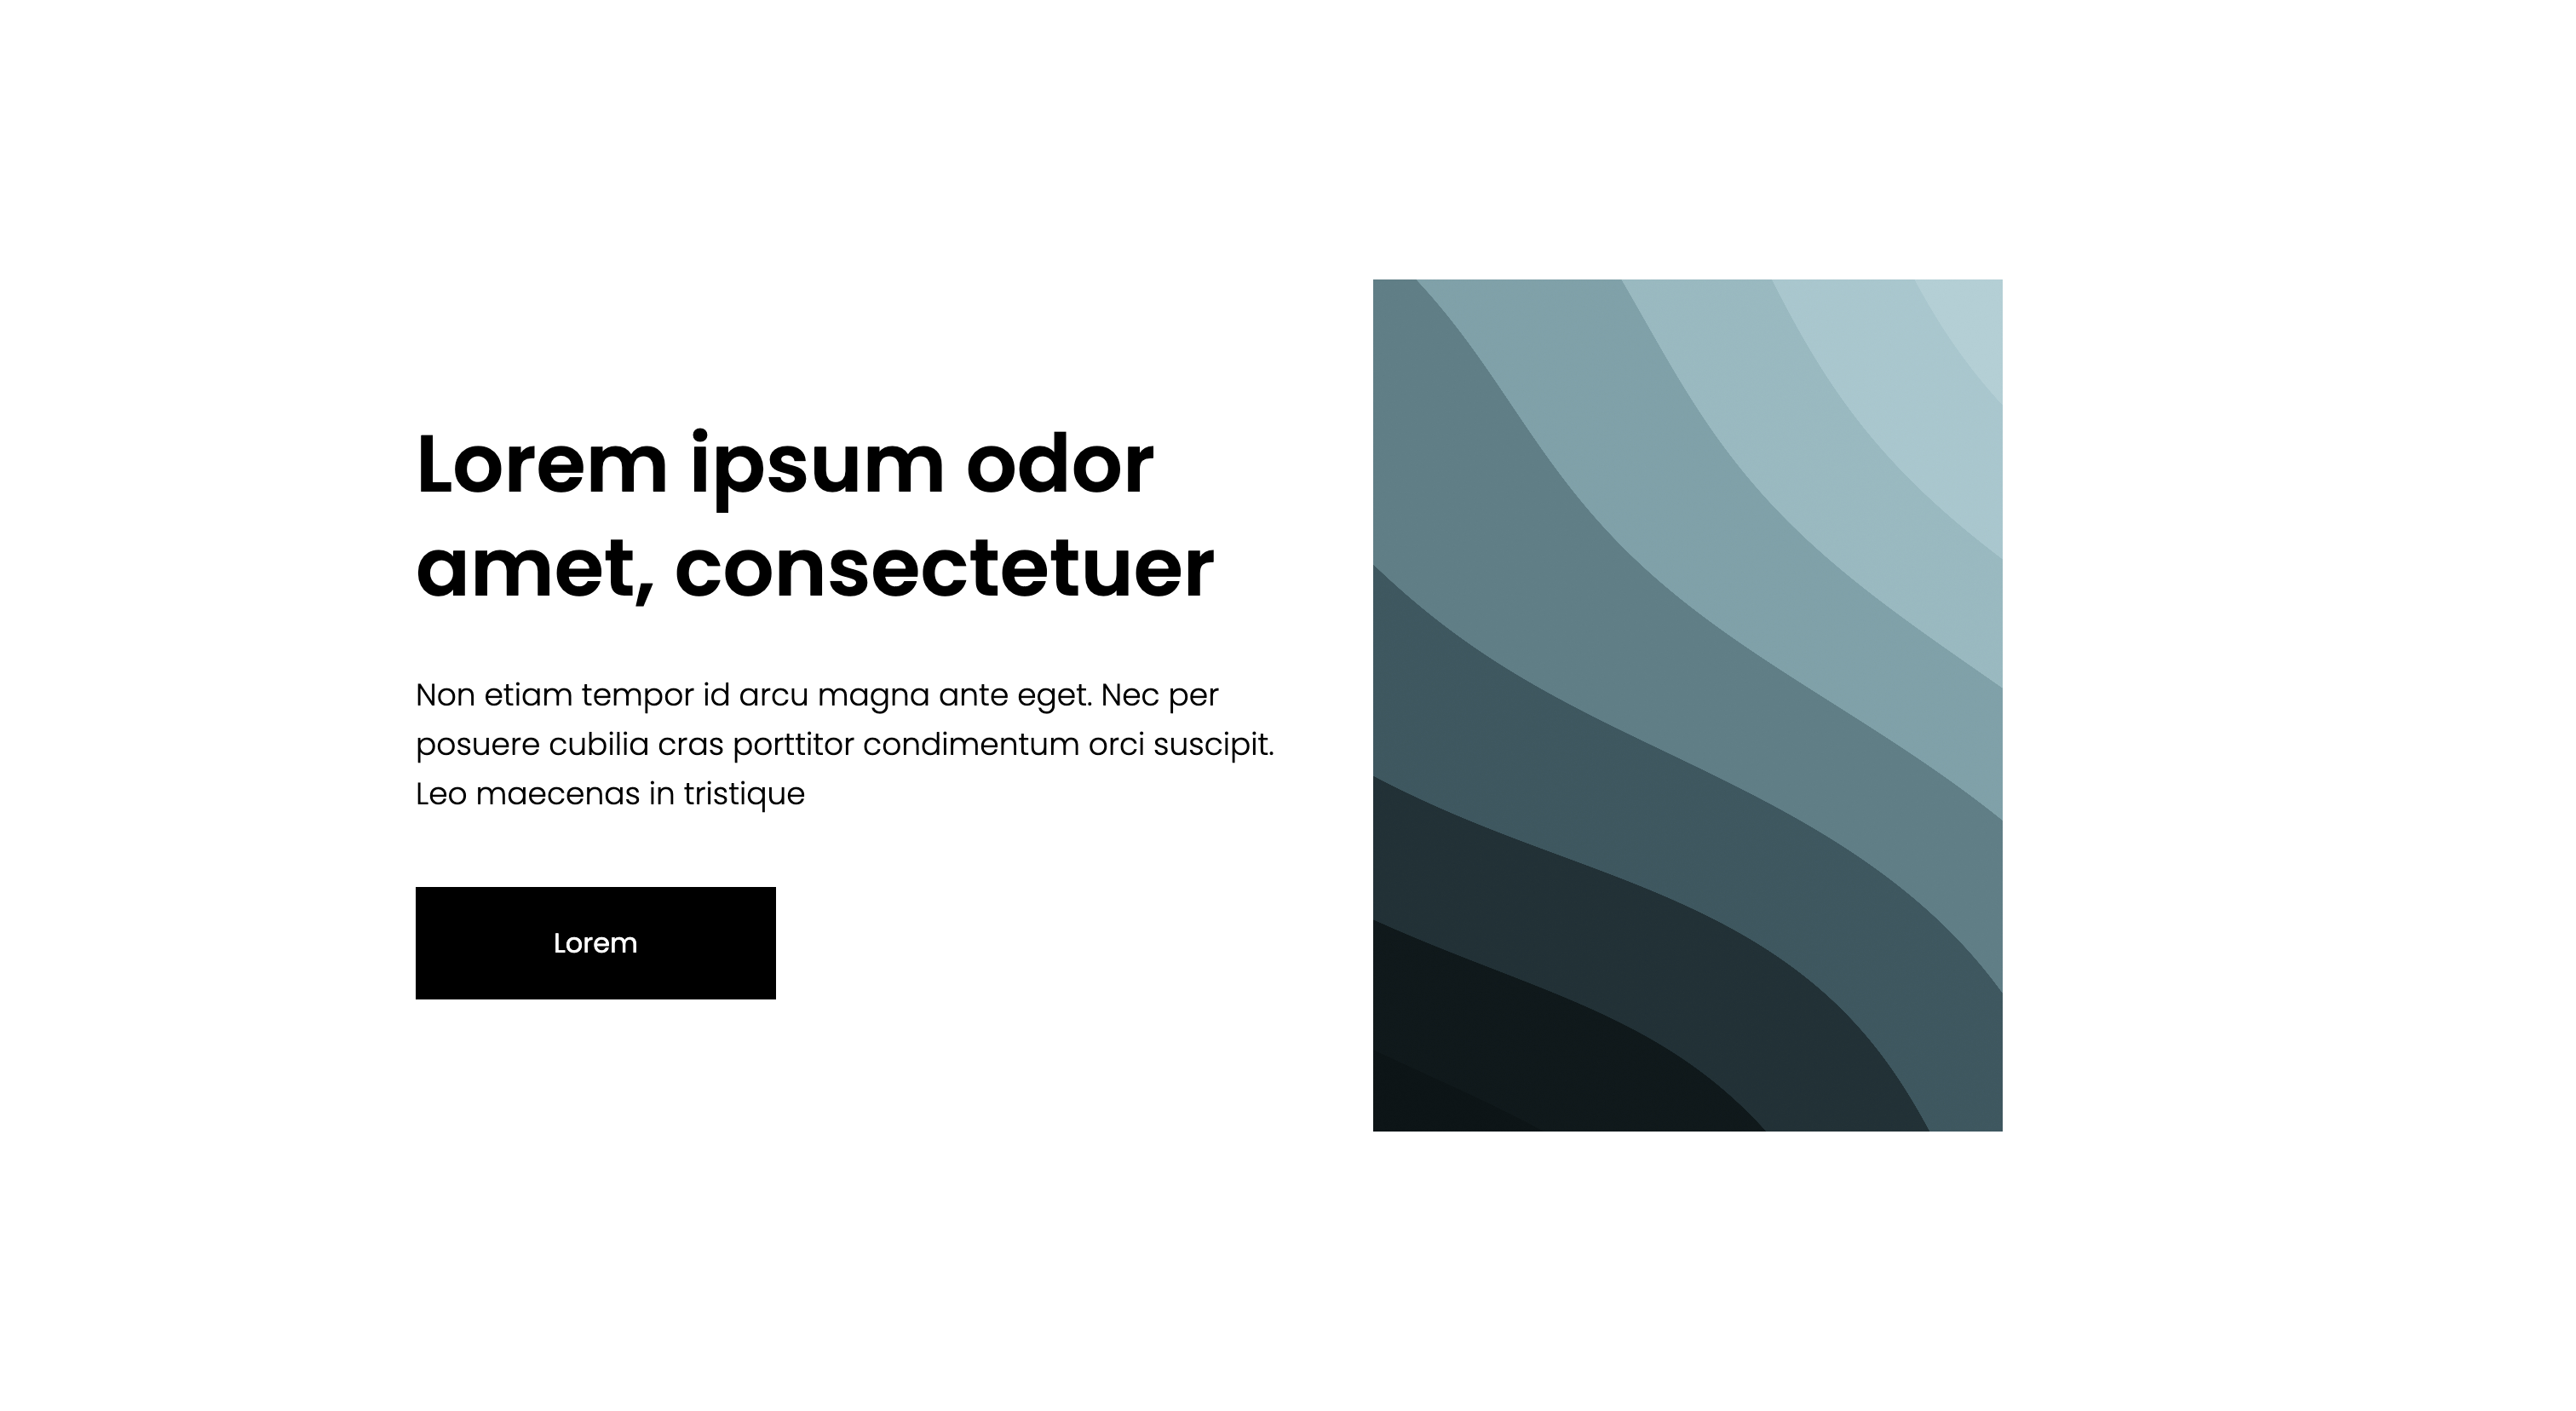 Lorem ipsum odor
amet, consectetuer
Non etiam tempor id arcu magna ante eget. Nec per
posuere cubilia cras porttitor condimentum orci suscipit.
Leo maecenas in tristique
Lorem